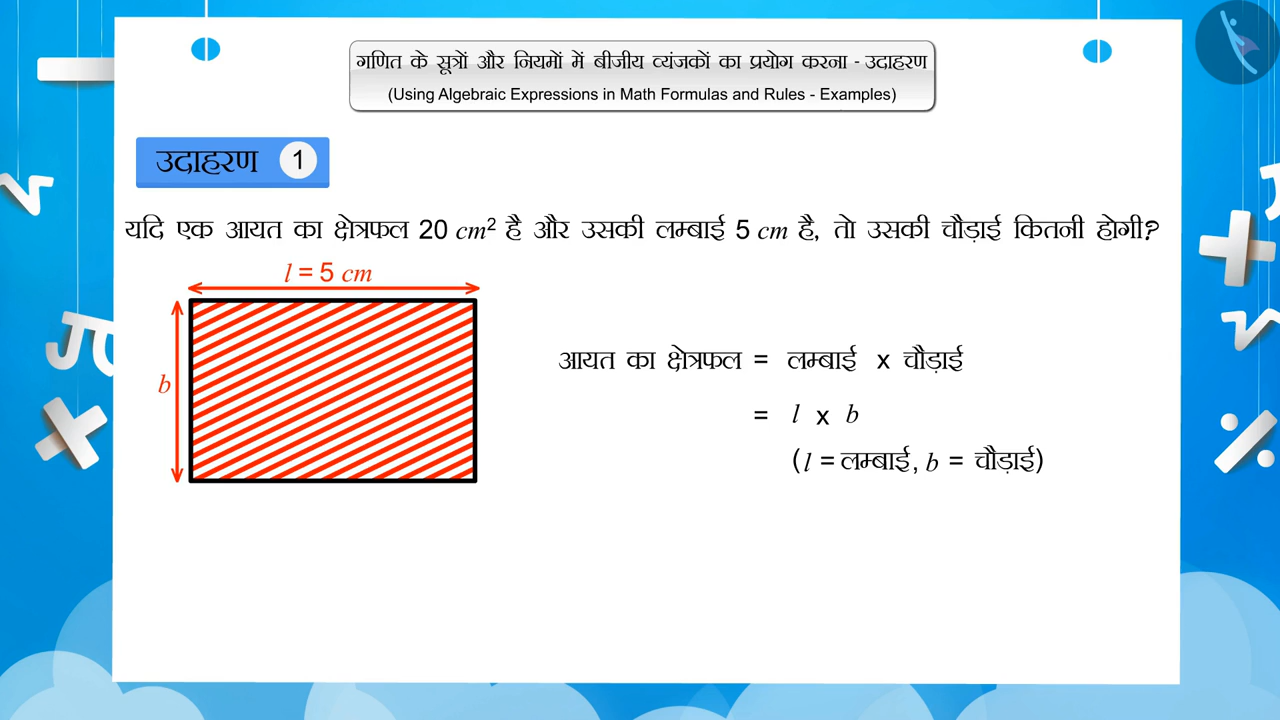 गणित के सूत्रों और नियमों में बीजीय व्यंजकों का प्रयोग करना - उदाहरण
(Using Algebraic Expressions in Math Formulas and Rules - Examples)
उदाहरण 1
यदि एक आयत का क्षेत्रफल 20 cm² है और उसकी लम्बाई 5 cm है, तो उसकी चौड़ाई कितनी होगी?
l = 5 cm
b
आयत का क्षेत्रफल = लम्बाई x चौड़ाई
= l x b
(l = लम्बाई, b = चौड़ाई)